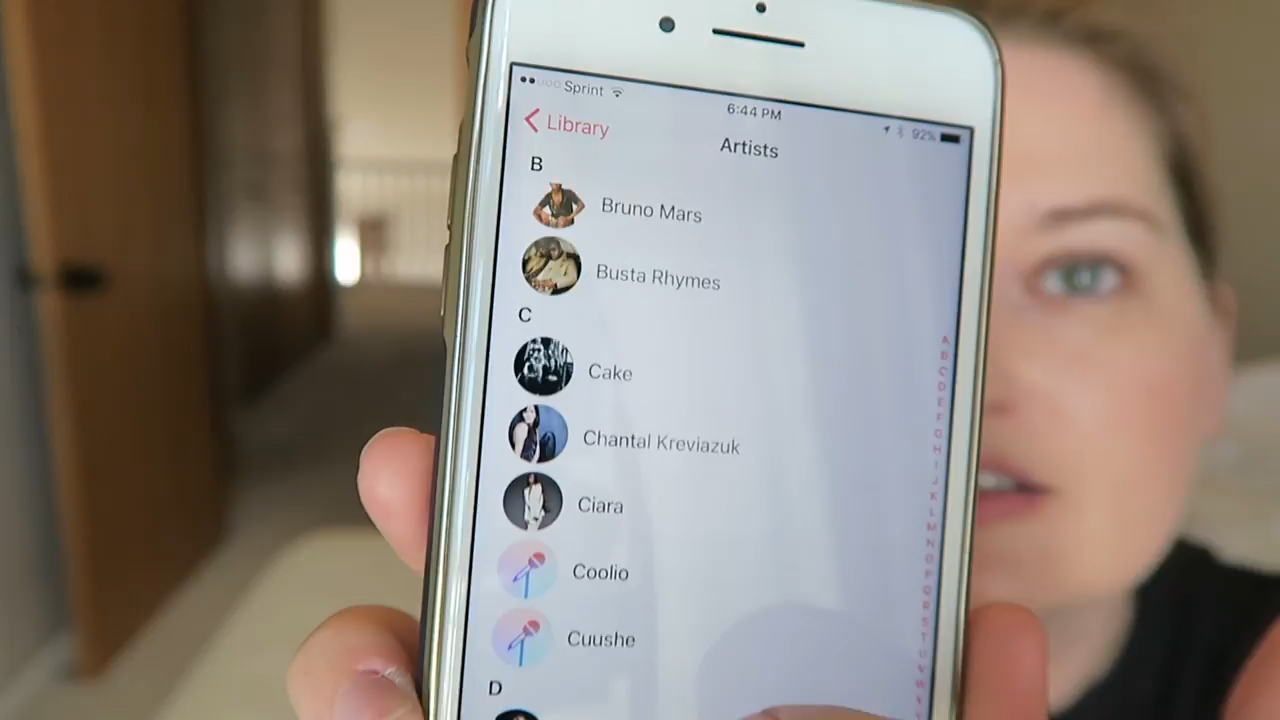 Sprint
6:44 PM
92%
Library
Artists
B
Bruno Mars
Busta Rhymes
C
Cake
Chantal Kreviazuk
Ciara
Coolio
Cuushe
D
A
B
C
D
E
F
G
H
I
J
K
L
M
N
O
P
Q
R
S
T
U
V
W
X
Y